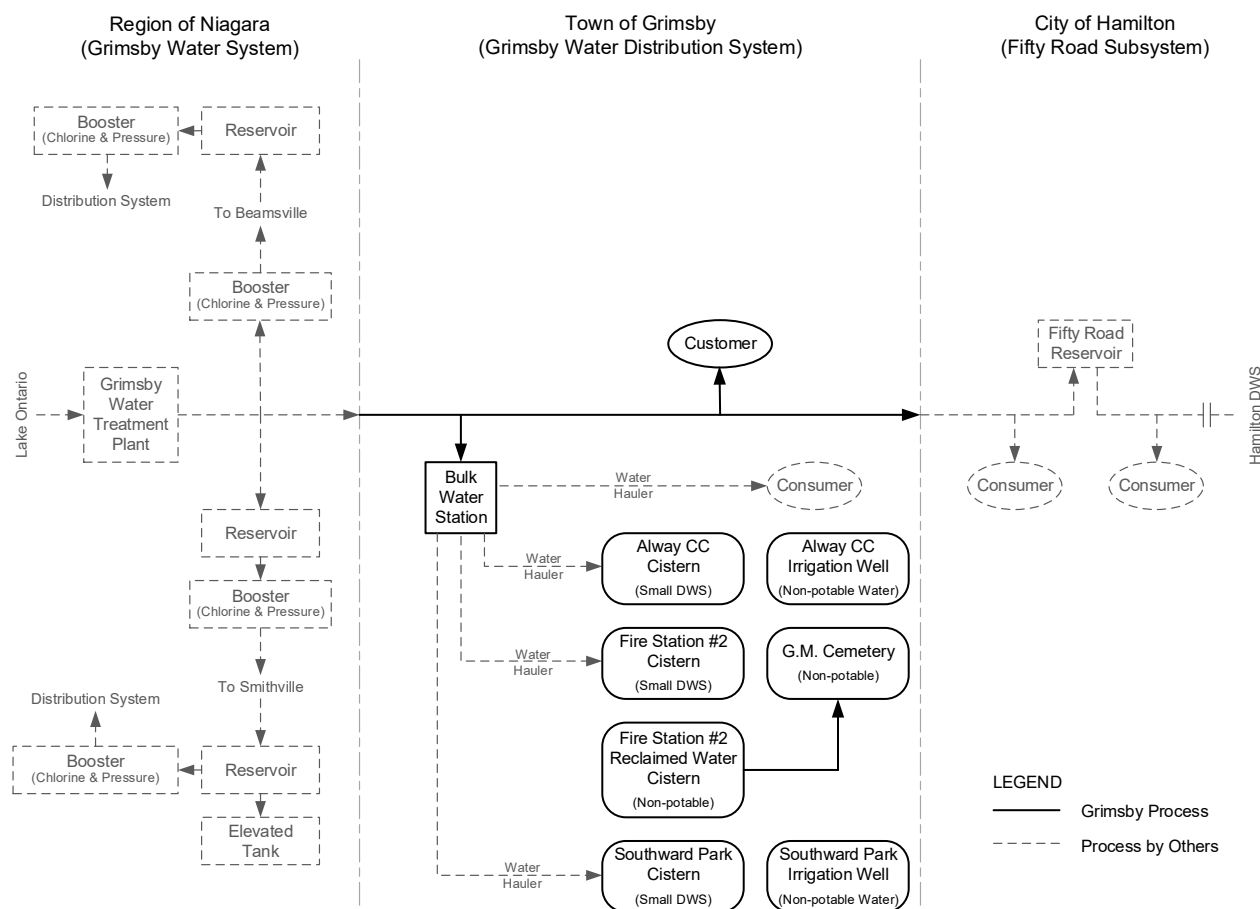 Region of Niagara
(Grimsby Water System)
Town of Grimsby
(Grimsby Water Distribution System)
City of Hamilton
(Fifty Road Subsystem)
Booster
(Chlorine & Pressure)
Reservoir
Distribution System
To Beamsville
Booster
(Chlorine & Pressure)
Lake Ontario
Grimsby
Water
Treatment
Plant
Reservoir
Booster
(Chlorine & Pressure)
To Smithville
Distribution System
Booster
(Chlorine & Pressure)
Reservoir
Elevated
Tank
Customer
Bulk
Water
Station
Water
Hauler
Consumer
Water
Hauler
Alway CC
Cistern
(Small DWS)
Alway CC
Irrigation Well
(Non-potable Water)
Water
Hauler
Fire Station #2
Cistern
(Small DWS)
G.M. Cemetery
(Non-potable)
Fire Station #2
Reclaimed Water
Cistern
(Non-potable)
Water
Hauler
Southward Park
Cistern
(Small DWS)
Southward Park
Irrigation Well
(Non-potable Water)
Fifty Road
Reservoir
Consumer
Consumer
Hamilton DWS
LEGEND
Grimsby Process
Process by Others